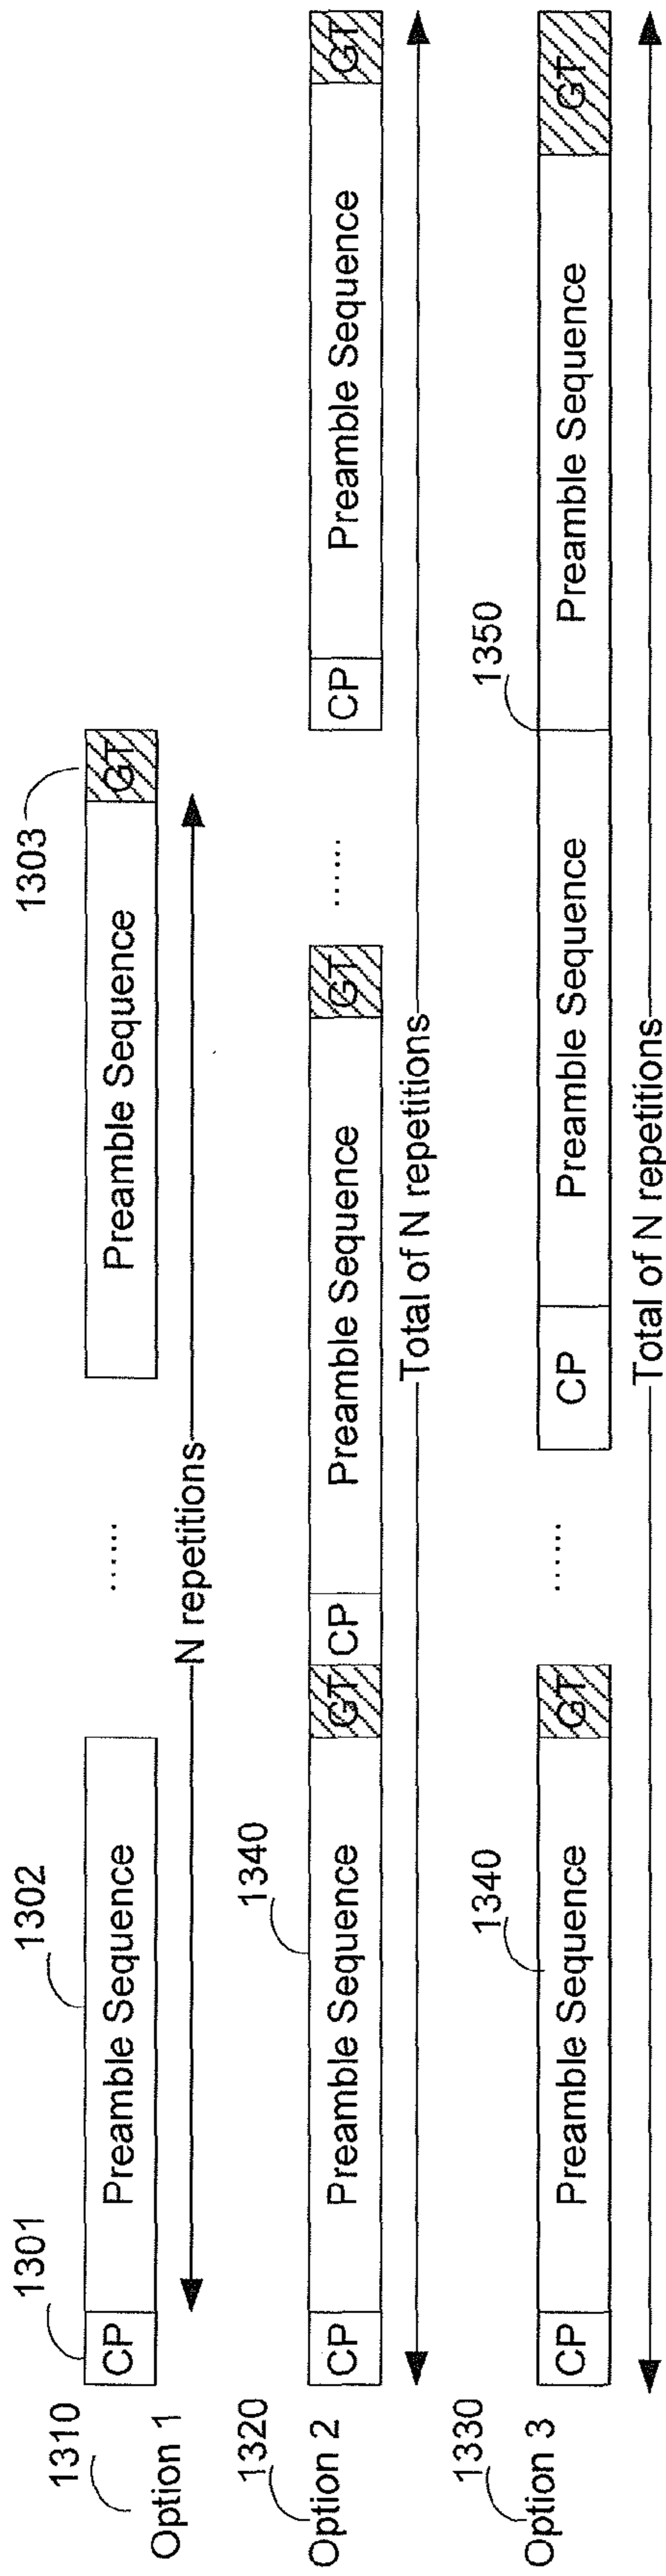 1310
Option 1
1301
1302
1303
CP
Preamble Sequence
......
Preamble Sequence
GT
N repetitions
1320
Option 2
1340
CP
Preamble Sequence
GT
CP
Preamble Sequence
GT
......
CP
Preamble Sequence
GT
Total of N repetitions
1330
Option 3
1340
1350
CP
Preamble Sequence
GT
......
CP
Preamble Sequence
Preamble Sequence
GT
Total of N repetitions